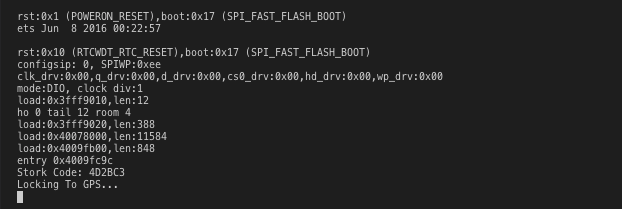 rst:0x1 (POWERON_RESET),boot:0x17 (SPI_FAST_FLASH_BOOT)
ets Jun  8 2016 00:22:57
rst:0x10 (RTCWDT_RTC_RESET),boot:0x17 (SPI_FAST_FLASH_BOOT)
configsip: 0, SPIWP:0xee
clk_drv:0x00,q_drv:0x00,d_drv:0x00,cs0_drv:0x00,hd_drv:0x00,wp_drv:0x00
mode:DIO, clock div:1
load:0x3fff9010,len:12
ho 0 tail 12 room 4
load:0x3fff9020,len:388
load:0x40078000,len:11584
load:0x4009fb00,len:848
entry 0x4009fc9c
Stork Code: 4D2BC3
Locking To GPS...